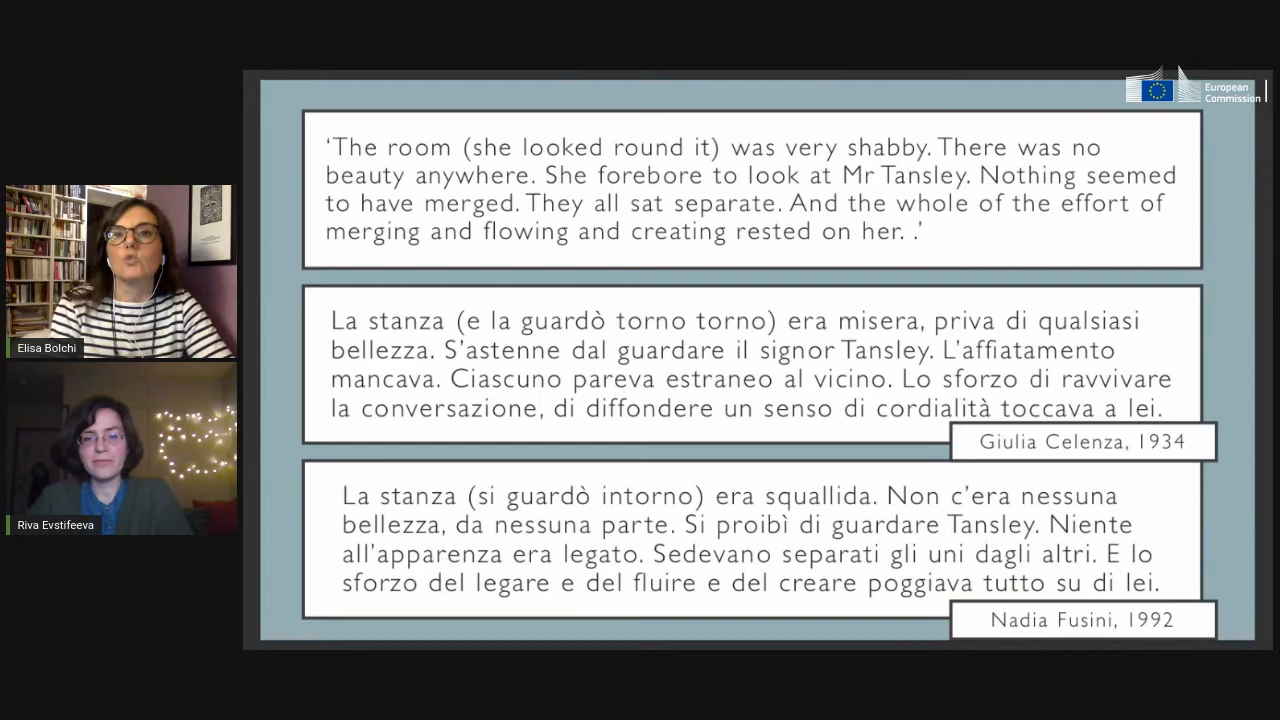 European
Commission
‘The room (she looked round it) was very shabby. There was no
beauty anywhere. She forebore to look at Mr Tansley. Nothing seemed
to have merged. They all sat separate. And the whole of the effort of
merging and flowing and creating rested on her. .’
La stanza (e la guardò torno torno) era misera, priva di qualsiasi
bellezza. S’astenne dal guardare il signor Tansley. L’affiatamento
mancava. Ciascuno pareva estraneo al vicino. Lo sforzo di ravvivare
la conversazione, di diffondere un senso di cordialità toccava a lei.
Giulia Celenza, 1934
La stanza (si guardò intorno) era squallida. Non c’era nessuna
bellezza, da nessuna parte. Si proibì di guardare Tansley. Niente
all’apparenza era legato. Sedevano separati gli uni dagli altri. E lo
sforzo del legare e del fluire e del creare poggiava tutto su di lei.
Nadia Fusini, 1992
Elisa Bolchi
Riva Evstifeeva